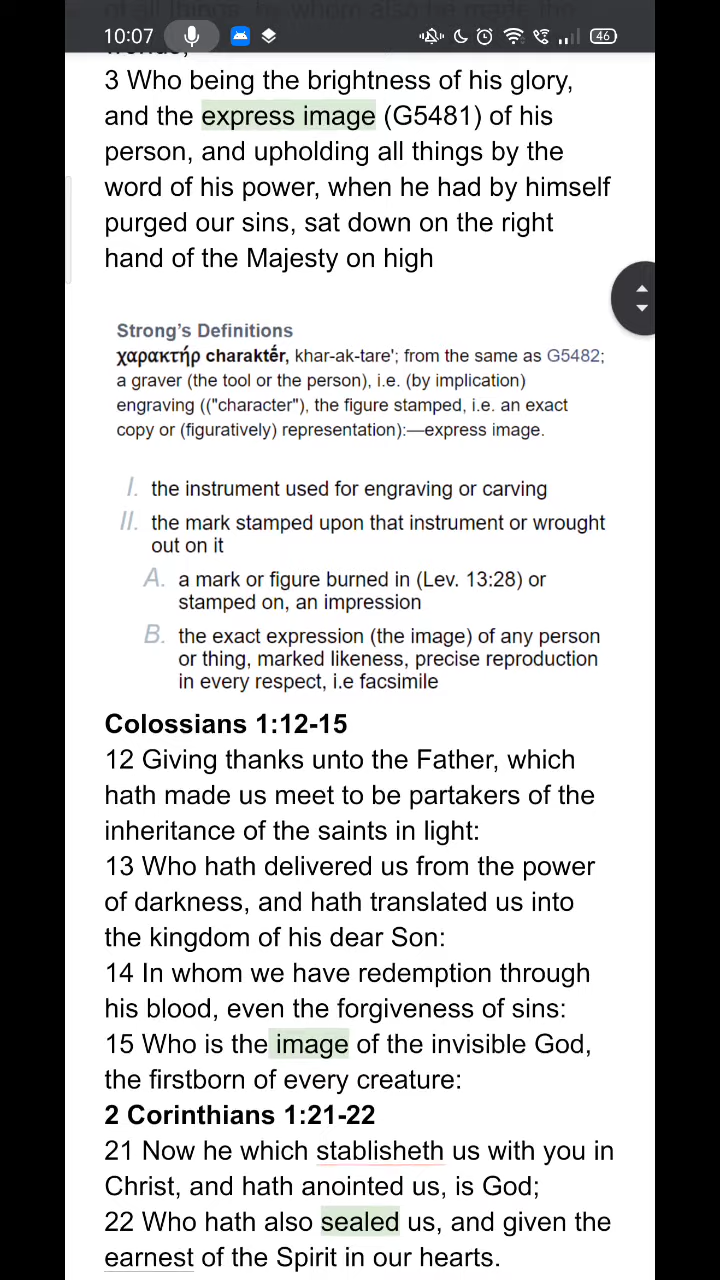 of all things, by whom also he made the
10:07 46
worlds;
3 Who being the brightness of his glory,
and the express image (G5481) of his
person, and upholding all things by the
word of his power, when he had by himself
purged our sins, sat down on the right
hand of the Majesty on high
Strong's Definitions
χαρακτήρ charaktḗr, khar-ak-tare'; from the same as G5482;
a graver (the tool or the person), i.e. (by implication)
engraving (("character"), the figure stamped, i.e. an exact
copy or (figuratively) representation):—express image.
I. the instrument used for engraving or carving
II. the mark stamped upon that instrument or wrought
out on it
A. a mark or figure burned in (Lev. 13:28) or
stamped on, an impression
B. the exact expression (the image) of any person
or thing, marked likeness, precise reproduction
in every respect, i.e facsimile
Colossians 1:12-15
12 Giving thanks unto the Father, which
hath made us meet to be partakers of the
inheritance of the saints in light:
13 Who hath delivered us from the power
of darkness, and hath translated us into
the kingdom of his dear Son:
14 In whom we have redemption through
his blood, even the forgiveness of sins:
15 Who is the image of the invisible God,
the firstborn of every creature:
2 Corinthians 1:21-22
21 Now he which stablisheth us with you in
Christ, and hath anointed us, is God;
22 Who hath also sealed us, and given the
earnest of the Spirit in our hearts.